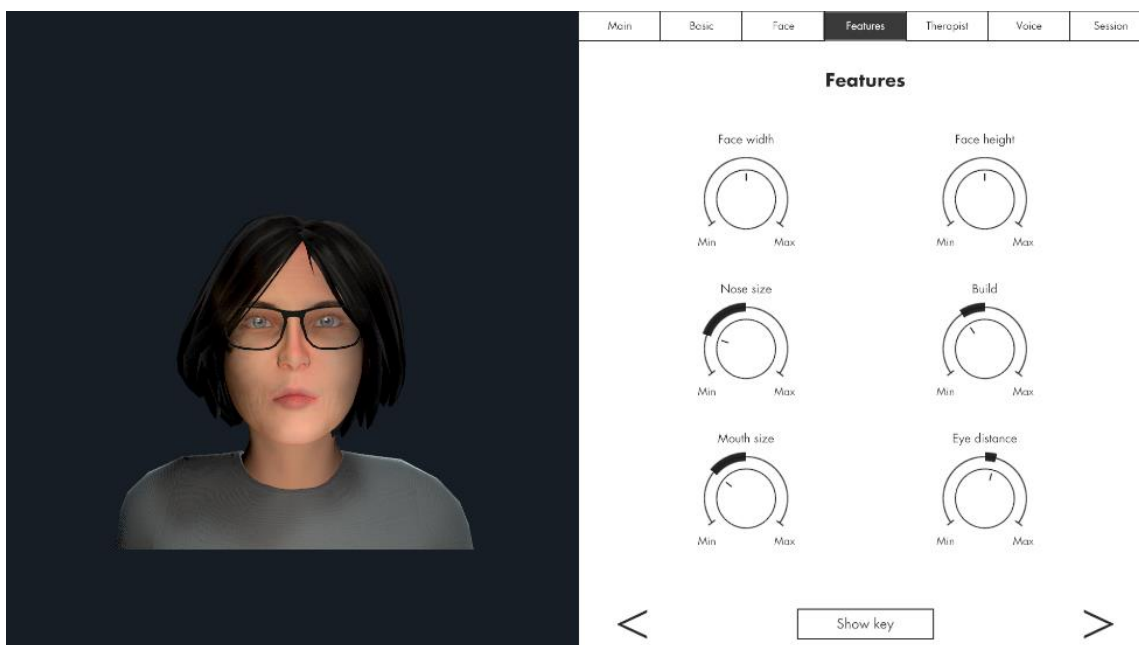 Main Basic Face Features Therapist Voice Session
Features
Face width Face height
Min Max Min Max
Nose size Build
Min Max Min Max
Mouth size Eye distance
Min Max Min Max
< Show key >